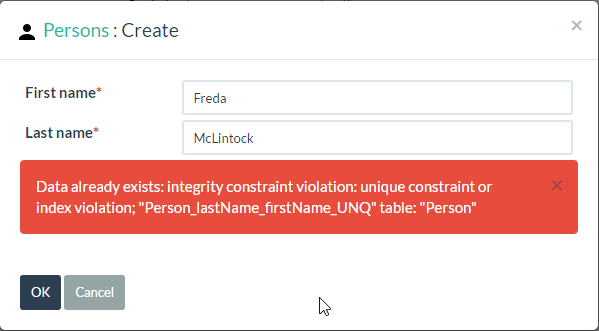 Persons : Create
×
First name*
Freda
Last name*
McLintock
Data already exists: integrity constraint violation: unique constraint or
index violation; "Person_lastName_firstName_UNQ" table: "Person"
×
OK
Cancel